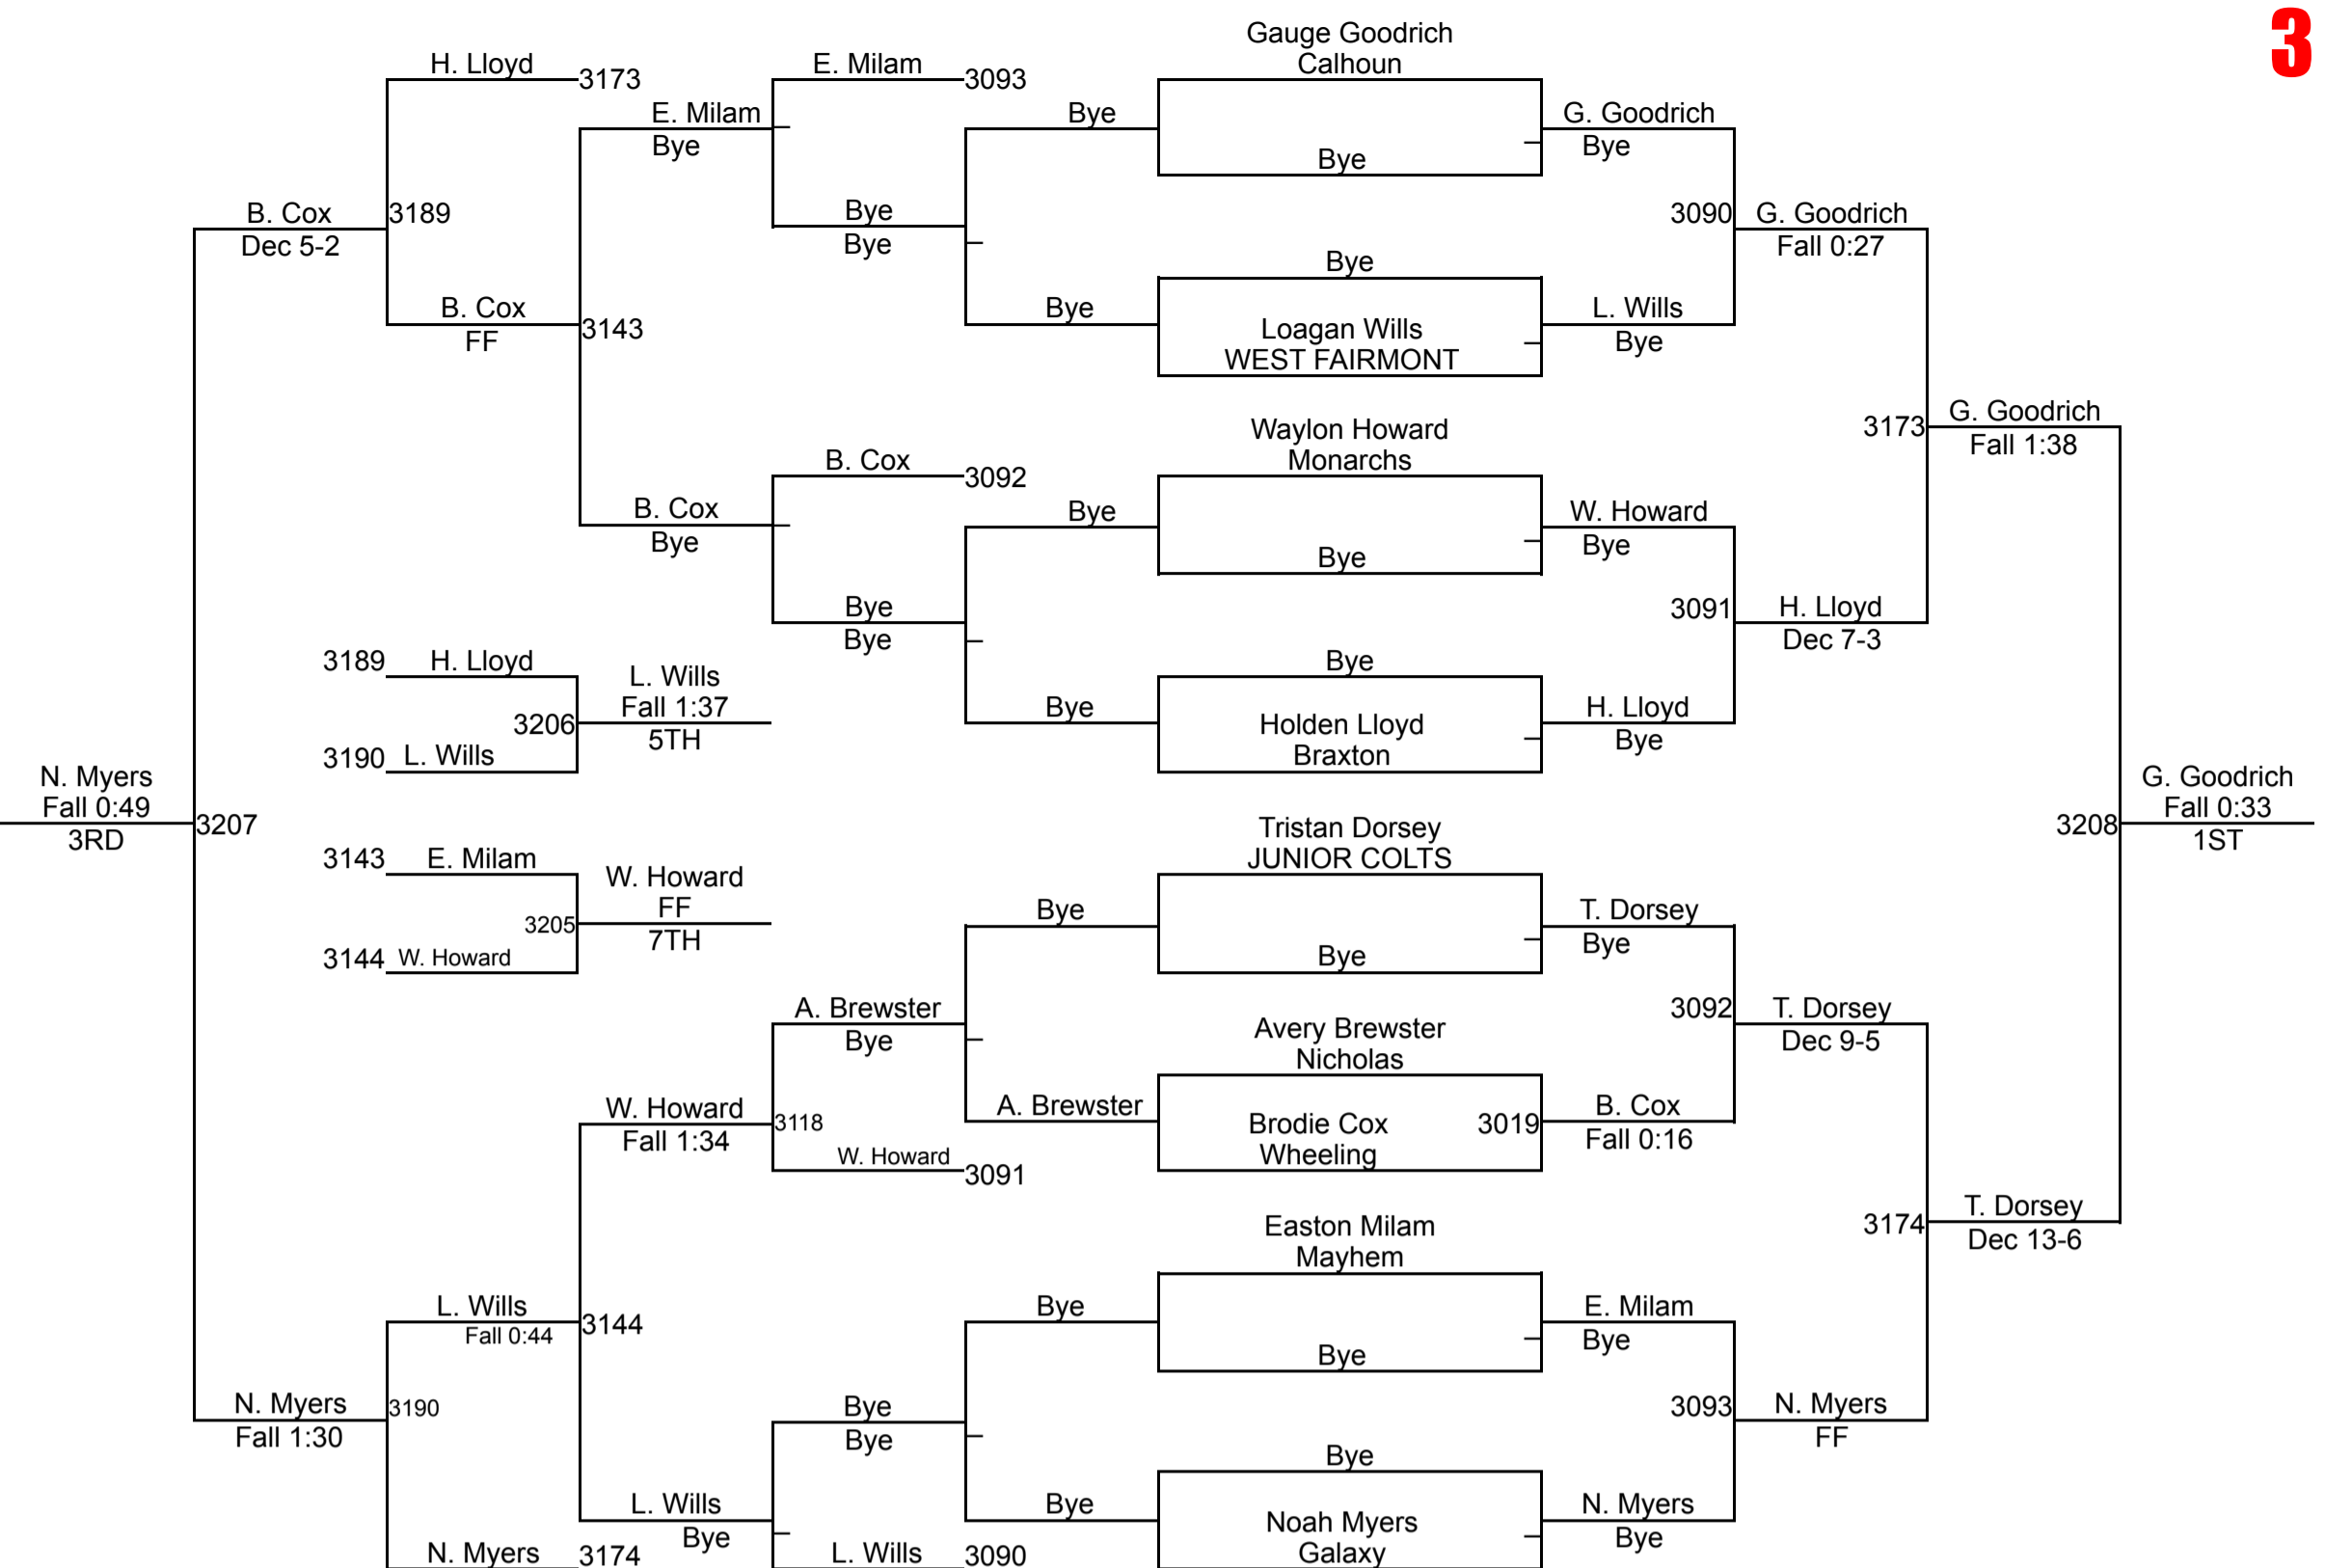 3
Gauge Goodrich
H. Lloyd
3173
E. Milam
3093
Calhoun
E. Milam
Bye
Bye
G. Goodrich
Bye
Bye
Bye
B. Cox
3189
Dec 5-2
Bye
Bye
3090
G. Goodrich
Fall 0:27
Bye
B. Cox
FF
3143
Bye
Loagan Wills
WEST FAIRMONT
L. Wills
Bye
3173
G. Goodrich
Fall 1:38
Waylon Howard
Monarchs
B. Cox
3092
B. Cox
Bye
Bye
Bye
W. Howard
Bye
Bye
Bye
3091
H. Lloyd
Dec 7-3
3189
H. Lloyd
L. Wills
Fall 1:37
5TH
3206
3190
L. Wills
Bye
Bye
Holden Lloyd
Braxton
H. Lloyd
Bye
N. Myers
Fall 0:49
3RD
3207
3208
G. Goodrich
Fall 0:33
1ST
Tristan Dorsey
JUNIOR COLTS
3143
E. Milam
W. Howard
FF
7TH
3205
3144
W. Howard
Bye
Bye
T. Dorsey
Bye
A. Brewster
Bye
Avery Brewster
Nicholas
3092
T. Dorsey
Dec 9-5
W. Howard
Fall 1:34
3118
A. Brewster
Brodie Cox
Wheeling
3019
B. Cox
Fall 0:16
W. Howard
3091
3174
T. Dorsey
Dec 13-6
Easton Milam
Mayhem
L. Wills
Fall 0:44
3144
Bye
Bye
E. Milam
Bye
N. Myers
Fall 1:30
3190
Bye
Bye
3093
N. Myers
FF
Bye
L. Wills
Bye
Bye
Noah Myers
Galaxy
N. Myers
Bye
N. Myers
3174
L. Wills
3090